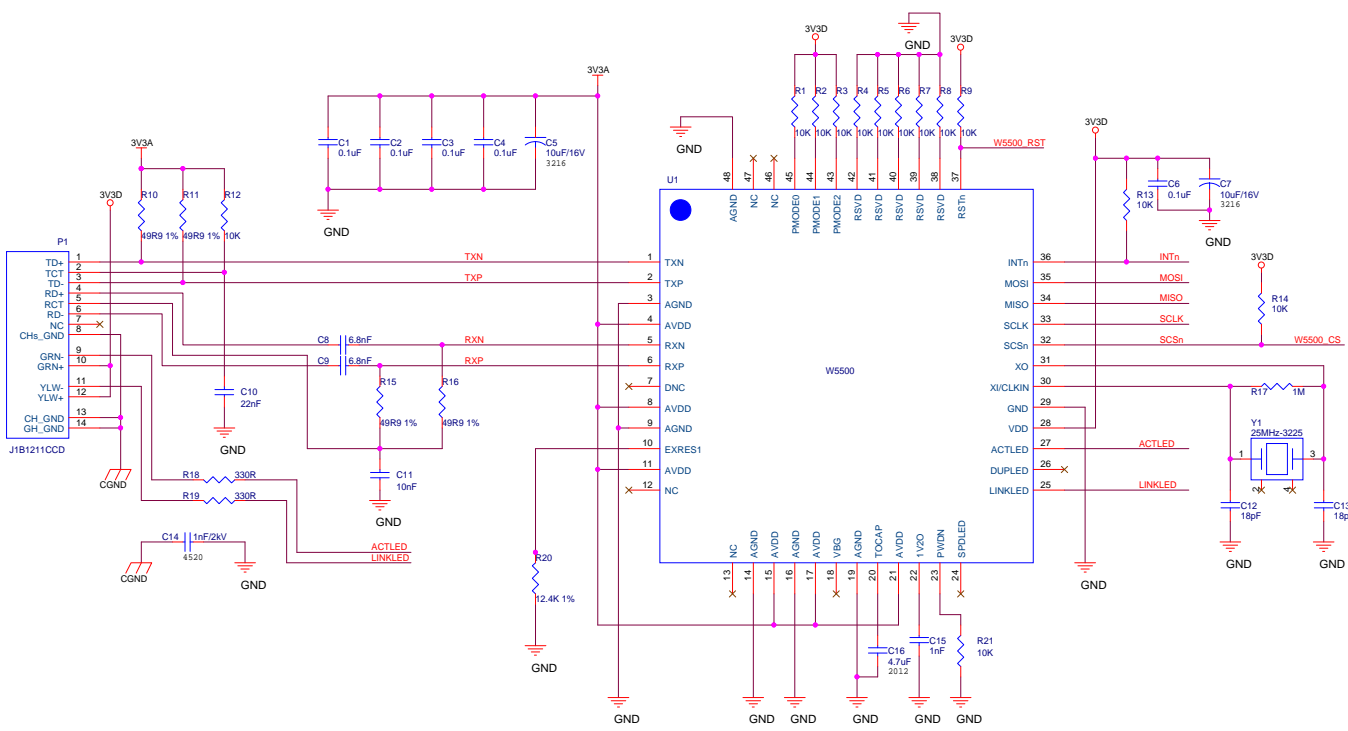 3V3D
GND
3V3D
R1 R2 R3 R4 R5 R6 R7 R8 R9
10K 10K 10K 10K 10K 10K 10K 10K 10K
W5500_RST
3V3A
C1
0.1uF
C2
0.1uF
C3
0.1uF
C4
0.1uF
C5
10uF/16V
3216
GND
GND
3V3A
3V3D
R10 R11 R12
49R9 1% 49R9 1% 10K
P1
TD+ 1
TCT 2
TD- 3
RD+ 4
RCT 5
RD- 6
NC 7
CHs_GND 8
GRN- 9
GRN+ 10
YLW- 11
YLW+ 12
CH_GND 13
GH_GND 14
J1B1211CCD
CGND
TXN
TXP
C8 6.8nF RXN
C9 6.8nF RXP
R15 R16
49R9 1% 49R9 1%
C10
22nF
GND
C11
10nF
GND
R18 330R
R19 330R
ACTLED
LINKLED
C14 1nF/2kV
4520
CGND
GND
R20
12.4K 1%
GND
U1
W5500
48 47 46 45 44 43 42 41 40 39 38 37
AGND NC NC PMODE0 PMODE1 PMODE2 RSVD RSVD RSVD RSVD RSVD RSTn
1 TXN
2 TXP
3 AGND
4 AVDD
5 RXN
6 RXP
7 DNC
8 AVDD
9 AGND
10 EXRES1
11 AVDD
12 NC
NC AGND AVDD AGND AVDD VBG AGND TOCAP AVDD 1V2O PWDN SPDLED
13 14 15 16 17 18 19 20 21 22 23 24
INTn 36 INTn
MOSI 35 MOSI
MISO 34 MISO
SCLK 33 SCLK
SCSn 32 SCSn W5500_CS
XO 31
XI/CLKIN 30
GND 29
VDD 28
ACTLED 27 ACTLED
DUPLED 26
LINKLED 25 LINKLED
3V3D
R13
10K
C6
0.1uF
C7
10uF/16V
3216
GND
3V3D
R14
10K
R17 1M
Y1
25MHz-3225
1 3
2 4
C12
18pF
C13
18pF
GND
GND
GND
C16
4.7uF
2012
C15
1nF
R21
10K
GND GND GND GND GND GND